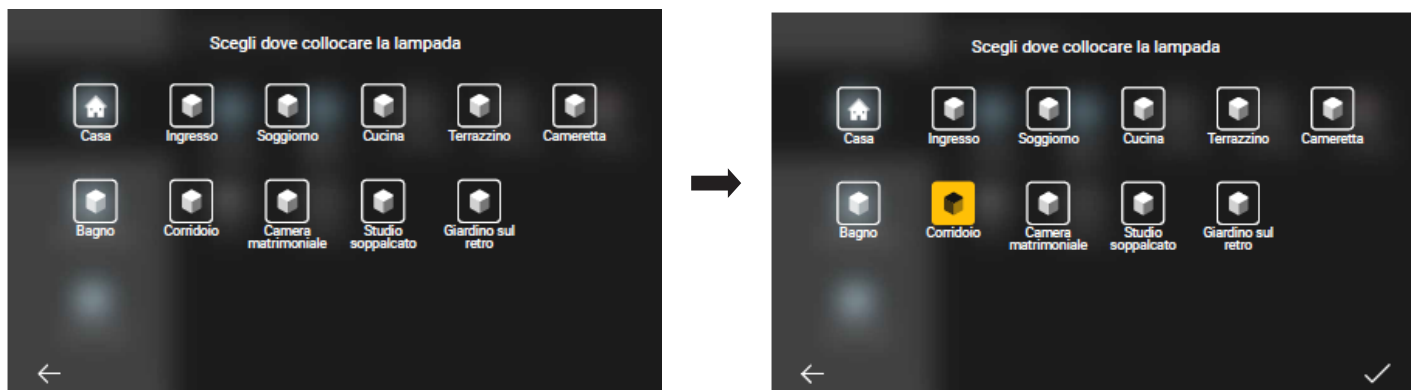 Scegli dove collocare la lampada
Casa Ingresso Soggiorno Cucina Terrazzino Cameretta
Bagno Corridoio Camera matrimoniale Studio soppalcato Giardino sul retro
Scegli dove collocare la lampada
Casa Ingresso Soggiorno Cucina Terrazzino Cameretta
Bagno Corridoio Camera matrimoniale Studio soppalcato Giardino sul retro